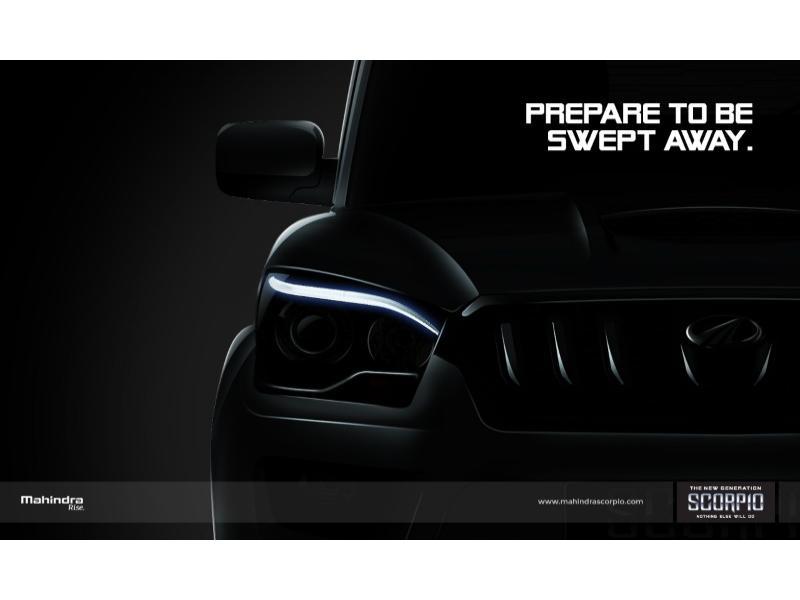 PREPARE TO BE
SWEPT AWAY.
Mahindra
Rise.
www.mahindrascorpio.com
THE NEW GENERATION
SCORPIO
NOTHING ELSE WILL DO